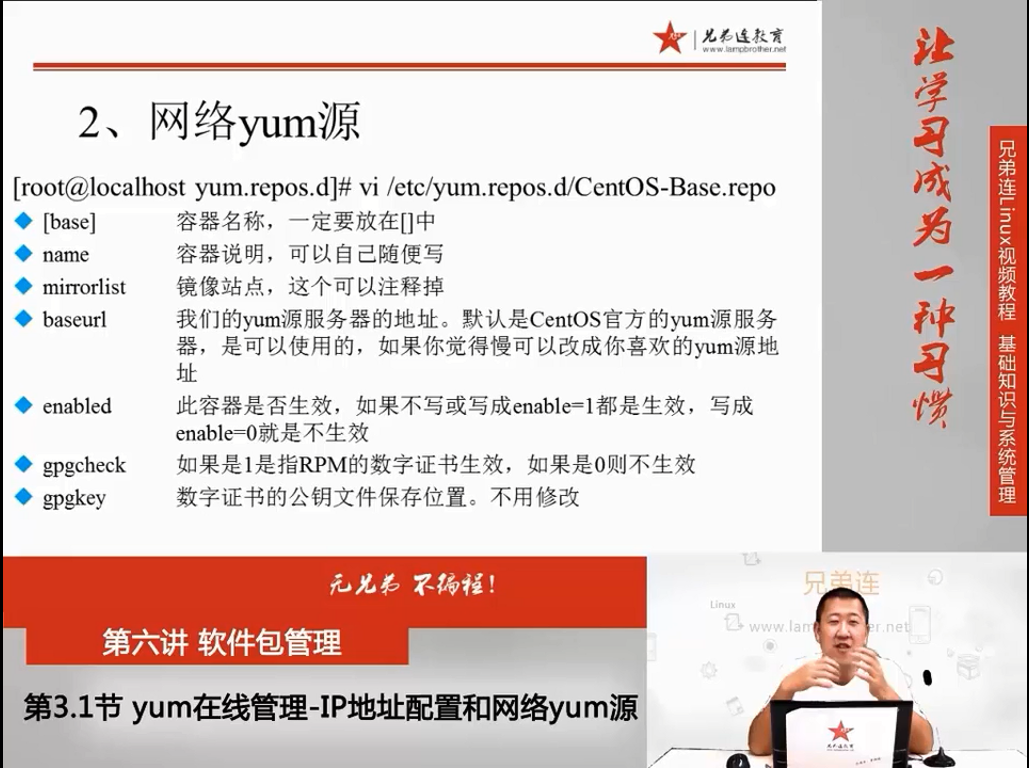 兄弟连教育
www.lampbrother.net
2、网络yum源
[root@localhost yum.repos.d]# vi /etc/yum.repos.d/CentOS-Base.repo
[base] 容器名称，一定要放在[]中
name 容器说明，可以自己随便写
mirrorlist 镜像站点，这个可以注释掉
baseurl 我们的yum源服务器的地址。默认是CentOS官方的yum源服务
器，是可以使用的，如果你觉得慢可以改成你喜欢的yum源地
址
enabled 此容器是否生效，如果不写或写成enable=1都是生效，写成
enable=0就是不生效
gpgcheck 如果是1是指RPM的数字证书生效，如果是0则不生效
gpgkey 数字证书的公钥文件保存位置。不用修改
让学习成为一种习惯
兄弟连Linux视频教程 基础知识与系统管理
无兄弟 不编程！
第六讲 软件包管理
第3.1节 yum在线管理-IP地址配置和网络yum源
兄弟连
Linux